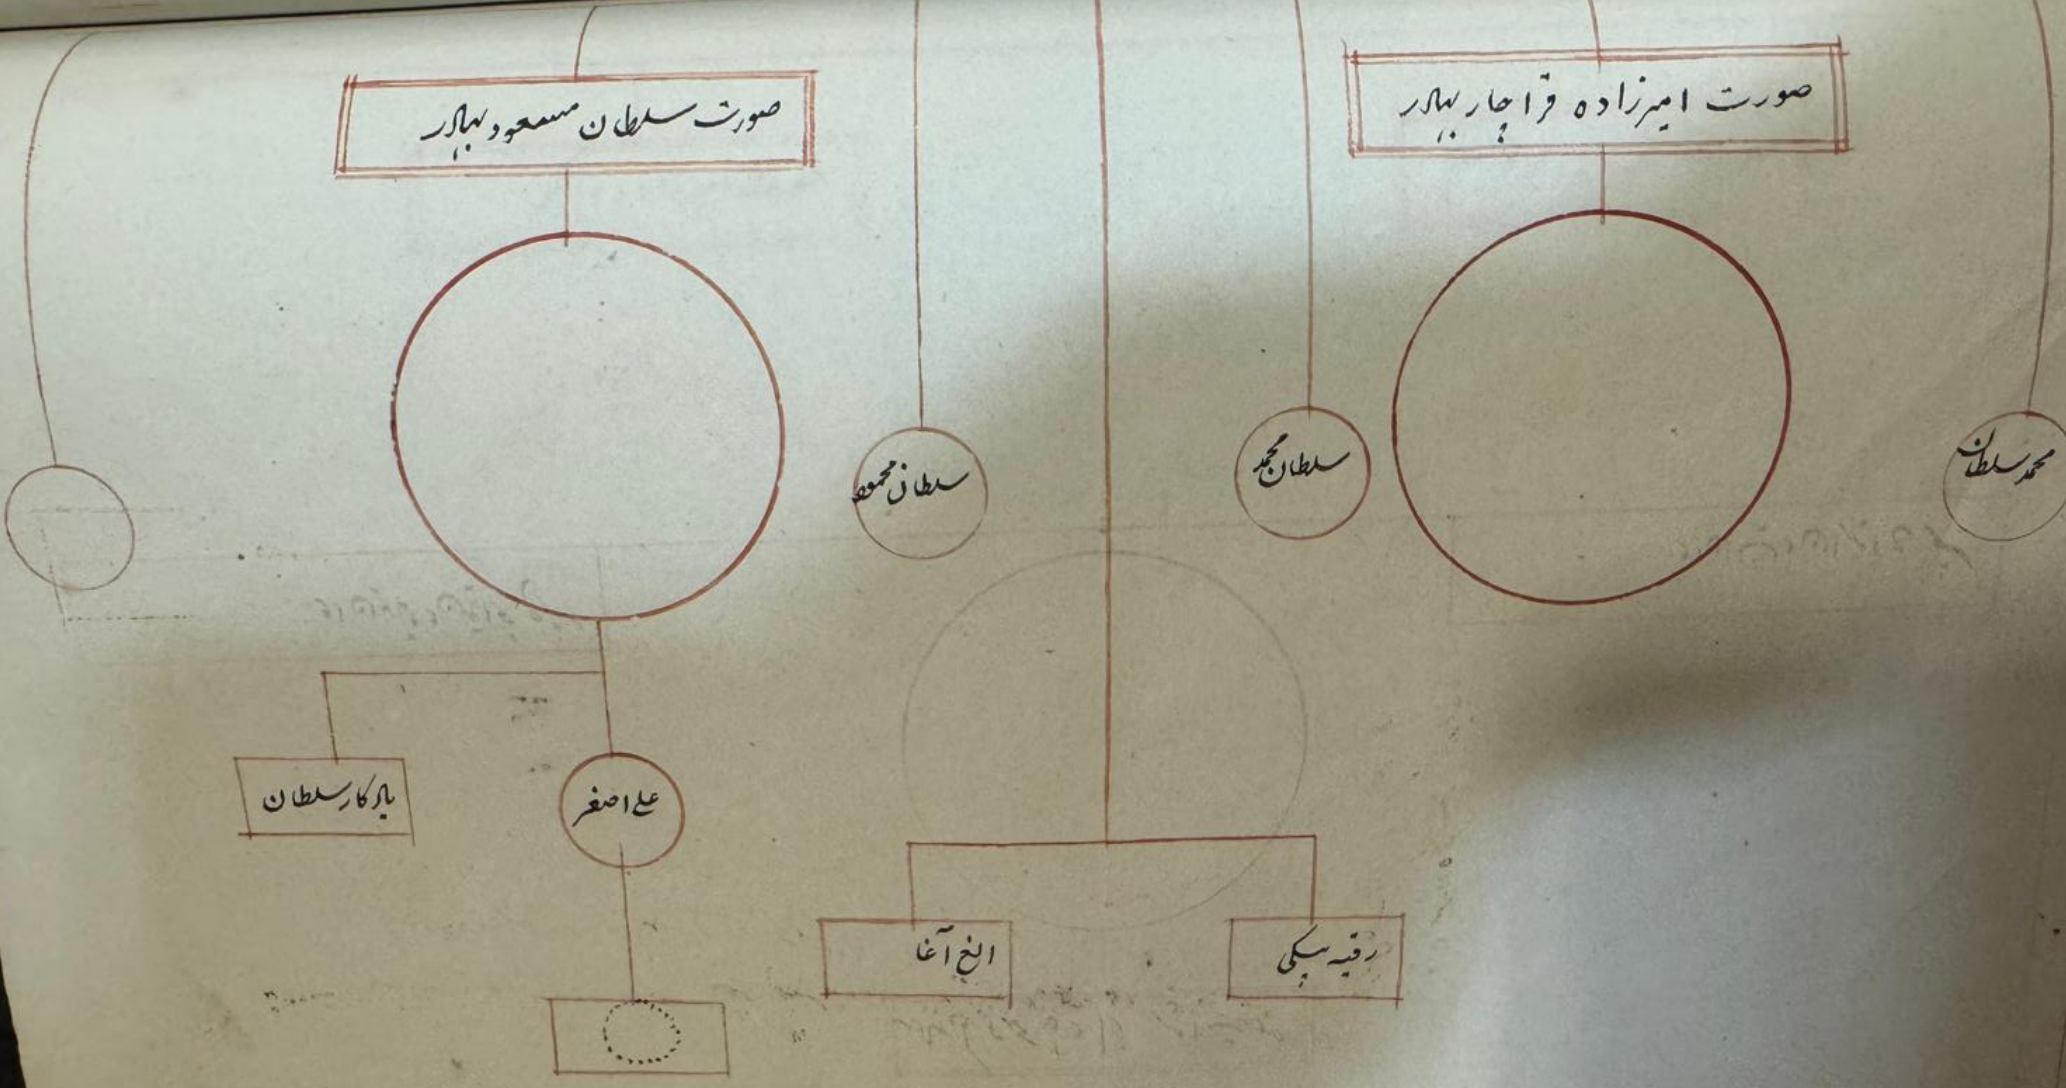 صورت امیرزاده قراچار بهادر
صورت سلطان مسعود بهادر
محمد سلطان
سلطان محمد
سلطان محمود
علی اصغر
یادکار سلطان
رقیه بیکی
الغ آغا